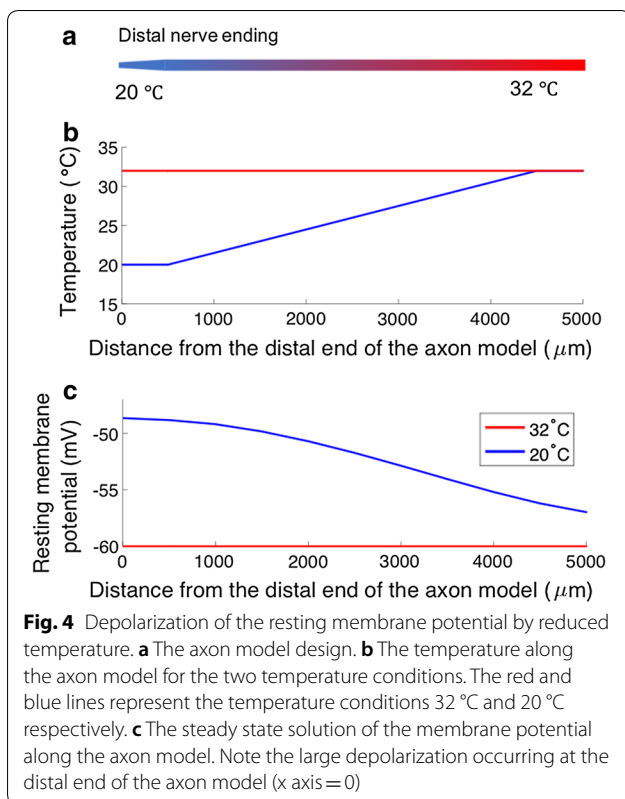 a Distal nerve ending
20 °C 32 °C
b
35
30
25
20
15
Temperature ( °C)
0 1000 2000 3000 4000 5000
Distance from the distal end of the axon model ( μm)
c
-50
-55
-60
Resting membrane
potential (mV)
32°C
20°C
0 1000 2000 3000 4000 5000
Distance from the distal end of the axon model ( μm)
Fig. 4 Depolarization of the resting membrane potential by reduced
temperature. a The axon model design. b The temperature along
the axon model for the two temperature conditions. The red and
blue lines represent the temperature conditions 32 °C and 20 °C
respectively. c The steady state solution of the membrane potential
along the axon model. Note the large depolarization occurring at the
distal end of the axon model (x axis = 0)